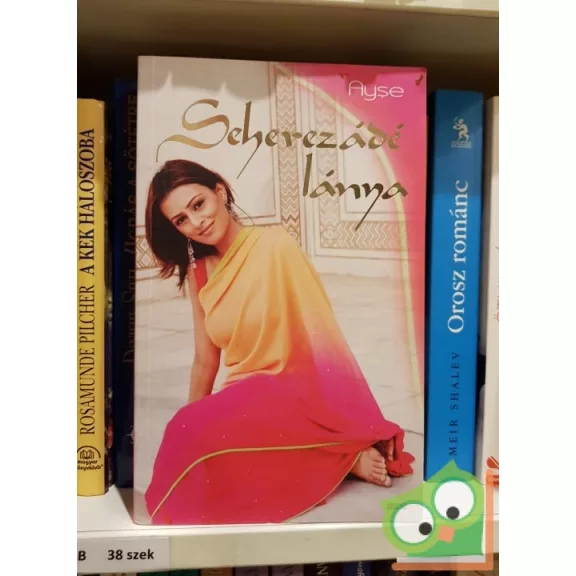 Ayşe
Seherezádé
lánya
ROSAMUNDE PILCHER A KÉK HÁLÓSZOBA
MEIR SHALEV Orosz románc
B 38 szek